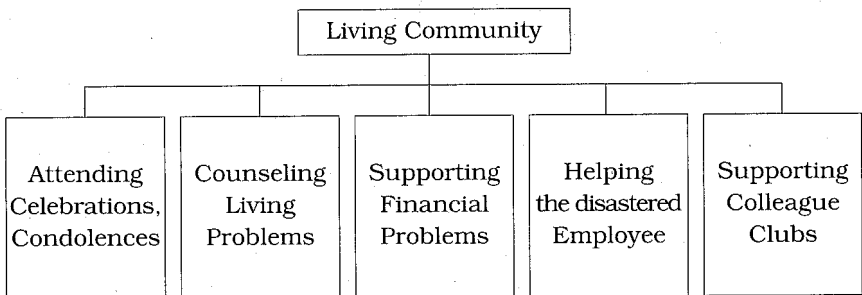 Living Community
Attending
Celebrations,
Condolences
Counseling
Living
Problems
Supporting
Financial
Problems
Helping
the disastered
Employee
Supporting
Colleague
Clubs